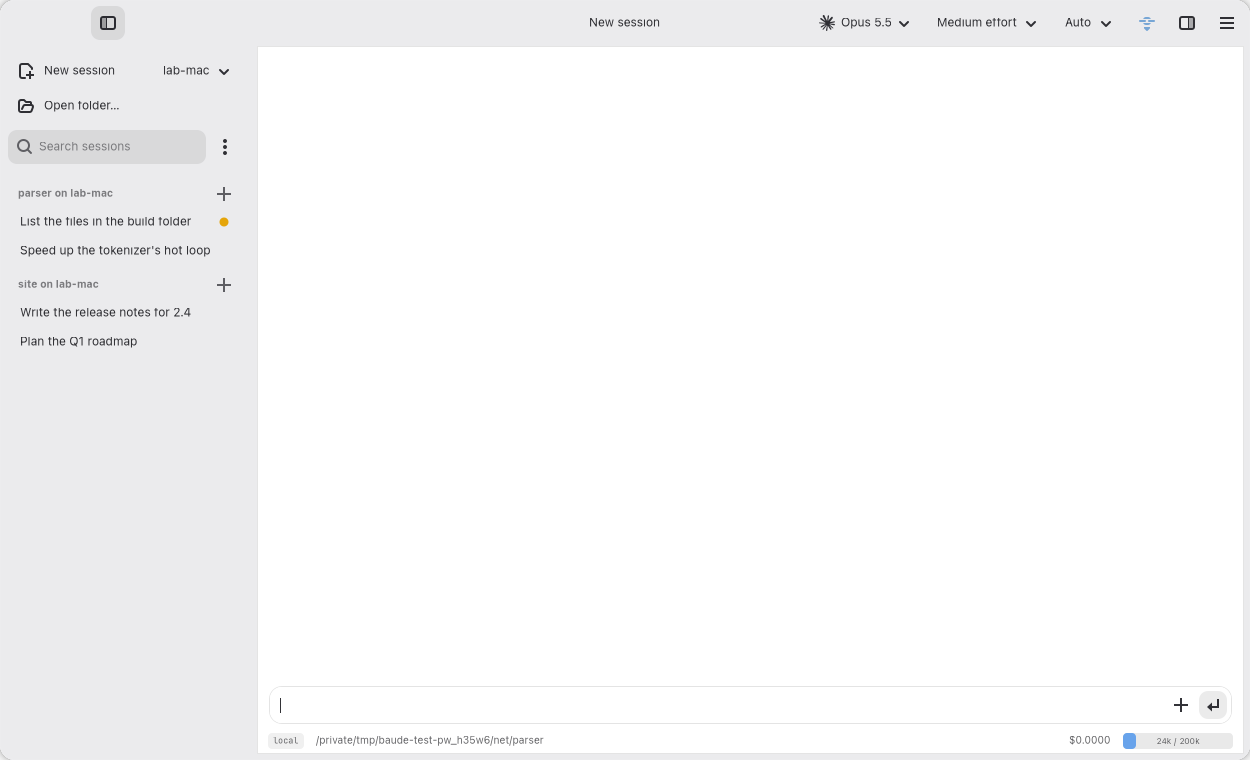 New session
Opus 5.5
Medium effort
Auto
New session
lab-mac
Open folder...
Search sessions
parser on lab-mac
List the files in the build folder
Speed up the tokenizer's hot loop
site on lab-mac
Write the release notes for 2.4
Plan the Q1 roadmap
local
/private/tmp/baude-test-pw_h35w6/net/parser
$0.0000
24k / 200k